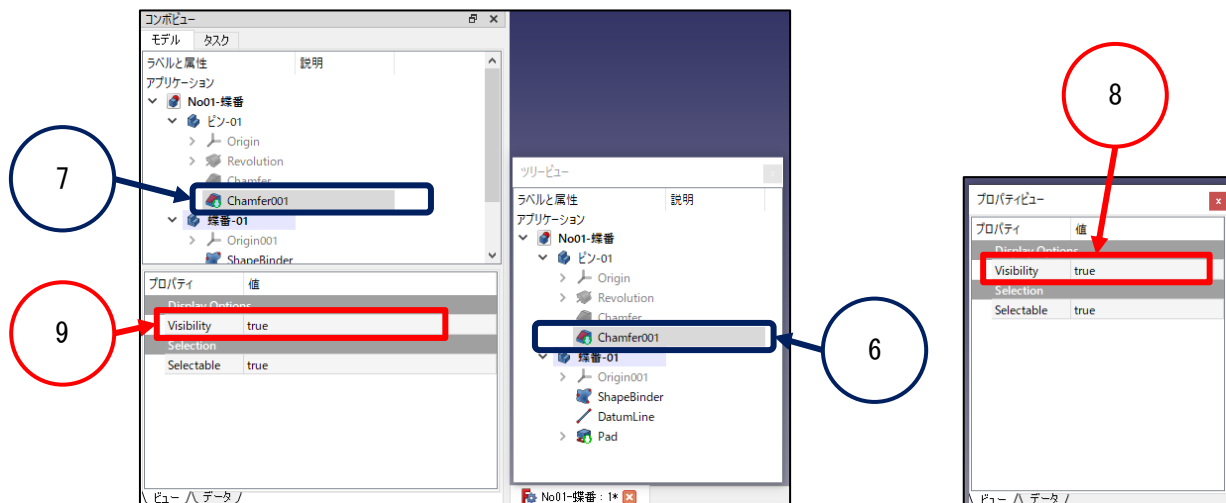 コンボビュー
モデル タスク
ラベルと属性 説明
アプリケーション
No01-蝶番
ピン-01
Origin
Revolution
Chamfer
Chamfer001
蝶番-01
Origin001
ShapeBinder
プロパティ 値
Display Options
Visibility true
Selection
Selectable true
ビュー データ
7
9
ツリービュー
ラベルと属性 説明
アプリケーション
No01-蝶番
ピン-01
Origin
Revolution
Chamfer
Chamfer001
蝶番-01
Origin001
ShapeBinder
DatumLine
Pad
No01-蝶番 : 1*
6
8
プロパティビュー
プロパティ 値
Display Options
Visibility true
Selection
Selectable true
ビュー データ